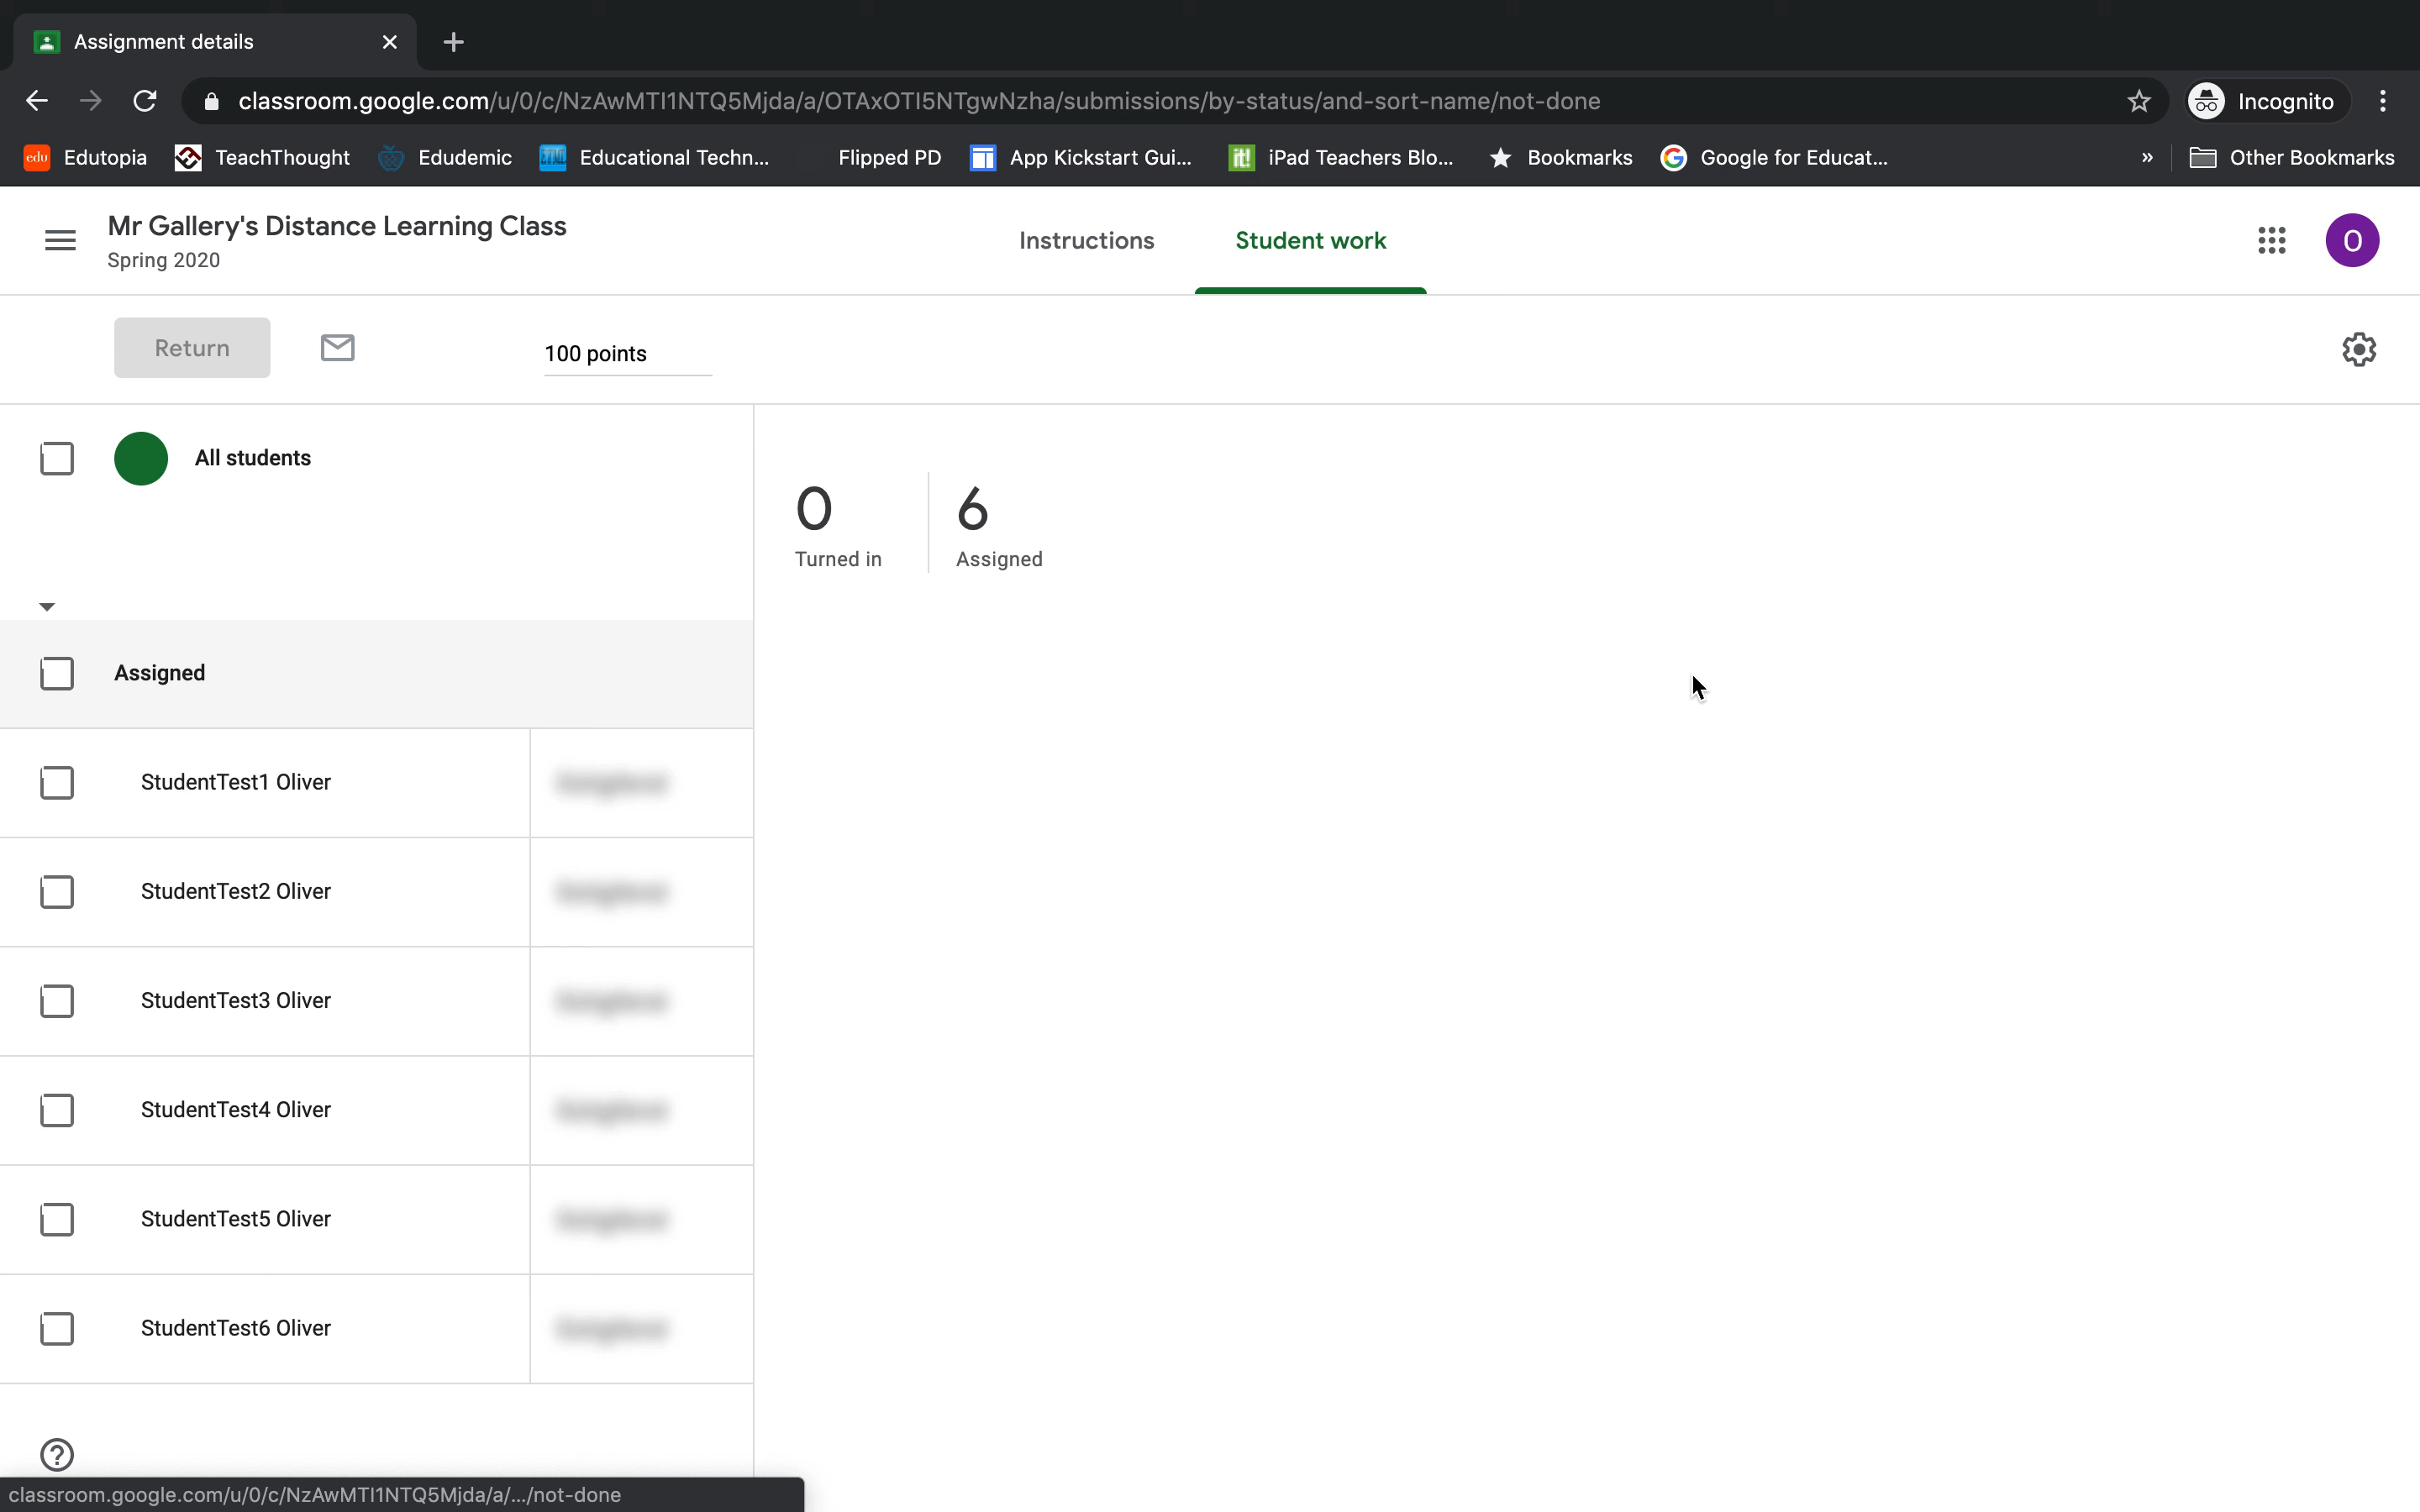 Assignment details
classroom.google.com/u/0/c/NzAwMTI1NTQ5Mjda/a/OTAxOTI5NTgwNzha/submissions/by-status/and-sort-name/not-done
Incognito
edu Edutopia TeachThought Edudemic Educational Techn... Flipped PD App Kickstart Gui... it! iPad Teachers Blo... Bookmarks Google for Educat... » Other Bookmarks
Mr Gallery's Distance Learning Class
Spring 2020
Instructions Student work
O
Return 100 points
All students
0 6
Turned in Assigned
Assigned
StudentTest1 Oliver
StudentTest2 Oliver
StudentTest3 Oliver
StudentTest4 Oliver
StudentTest5 Oliver
StudentTest6 Oliver
classroom.google.com/u/0/c/NzAwMTI1NTQ5Mjda/a/.../not-done